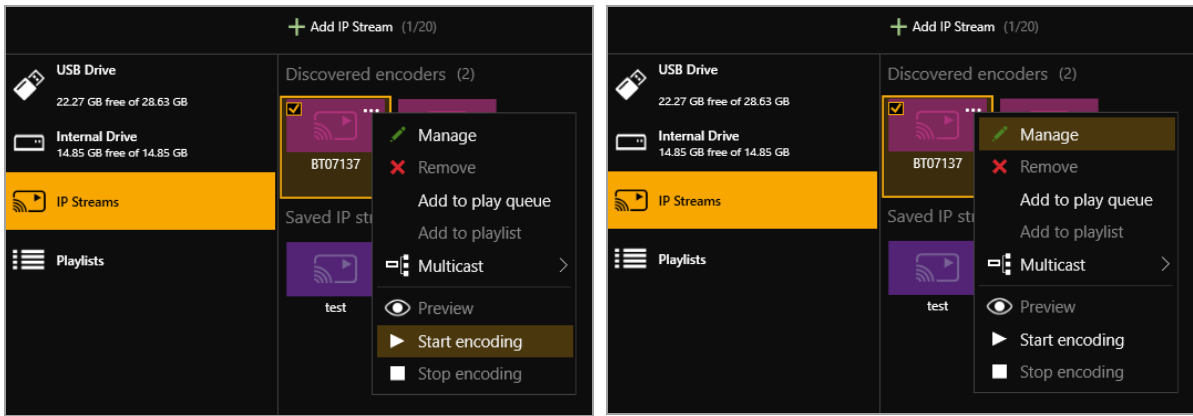 Add IP Stream (1/20)
USB Drive
22.27 GB free of 28.63 GB
Internal Drive
14.85 GB free of 14.85 GB
IP Streams
Playlists
Discovered encoders (2)
BT07137
Saved IP str
test
Manage
Remove
Add to play queue
Add to playlist
Multicast
Preview
Start encoding
Stop encoding
Add IP Stream (1/20)
USB Drive
22.27 GB free of 28.63 GB
Internal Drive
14.85 GB free of 14.85 GB
IP Streams
Playlists
Discovered encoders (2)
BT07137
Saved IP str
test
Manage
Remove
Add to play queue
Add to playlist
Multicast
Preview
Start encoding
Stop encoding